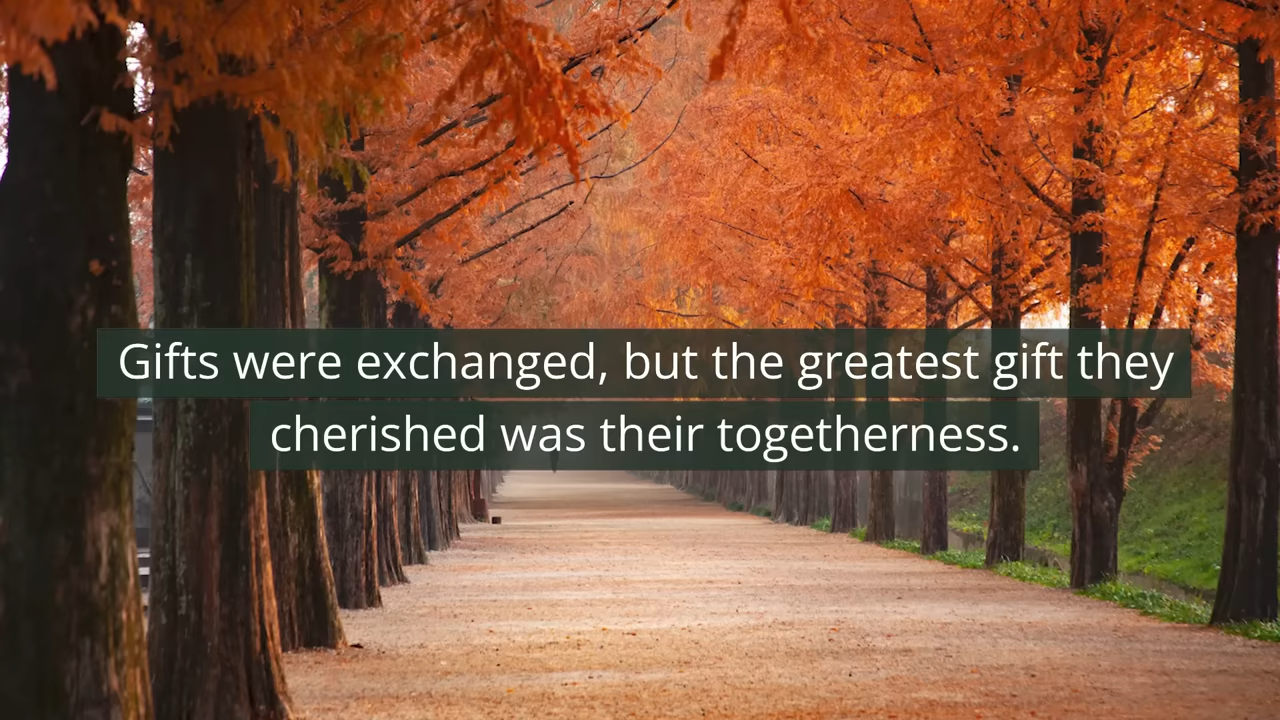 Gifts were exchanged, but the greatest gift they
cherished was their togetherness.